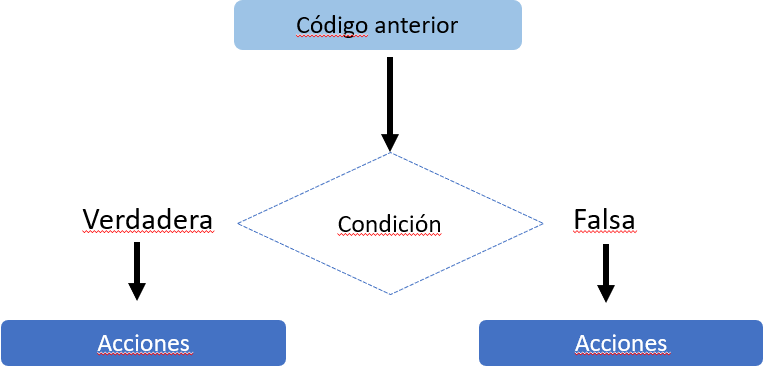 Código anterior
Verdadera
Condición
Falsa
Acciones
Acciones